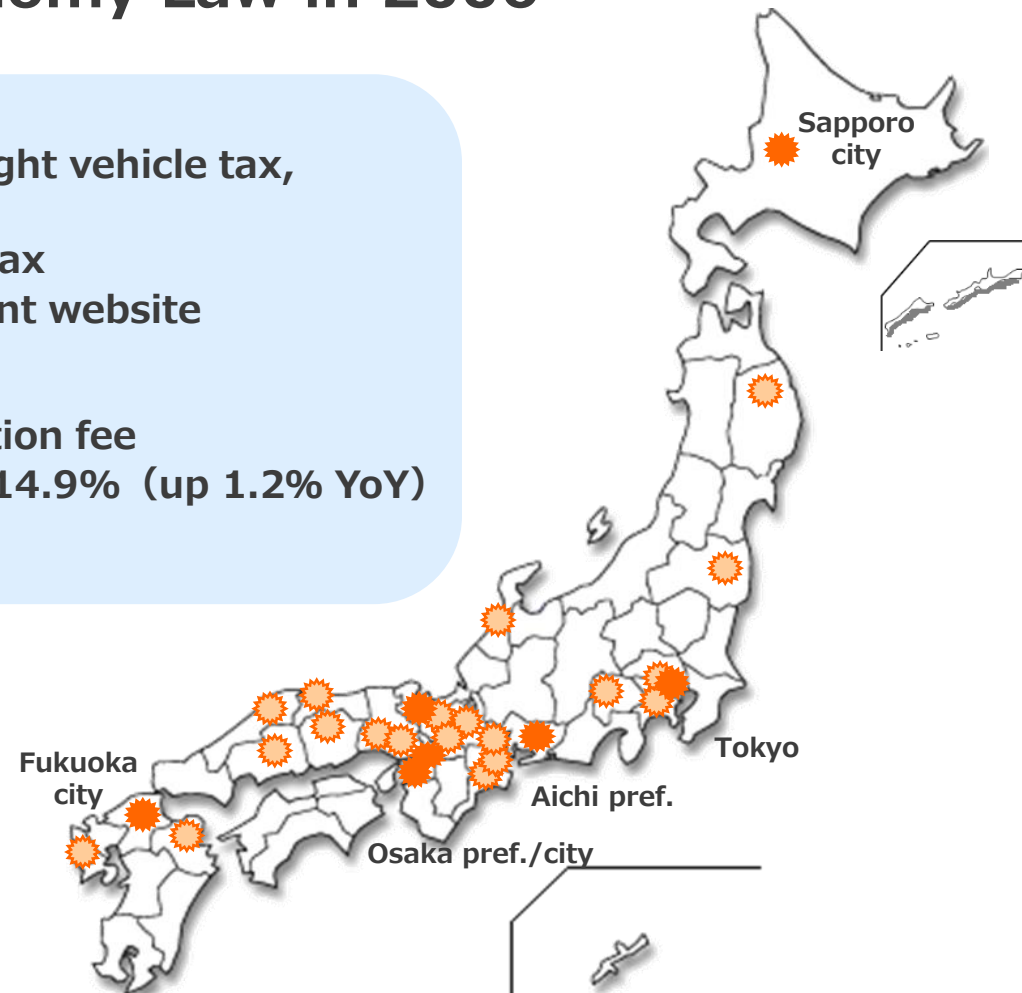 ght vehicle tax,
ax
nt website
tion fee
14.9%（up 1.2% YoY）
Sapporo
city
Tokyo
Aichi pref.
Osaka pref./city
Fukuoka
city